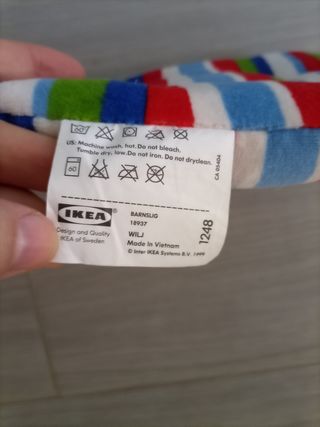 60
US: Machine wash, hot. Do not bleach.
Tumble dry, low. Do not iron. Do not dryclean.
60
CA 05404
IKEA
Design and Quality
IKEA of Sweden
BARNSLIG
18937
WILJ
Made in Vietnam
© Inter IKEA Systems B.V. 1999
1248